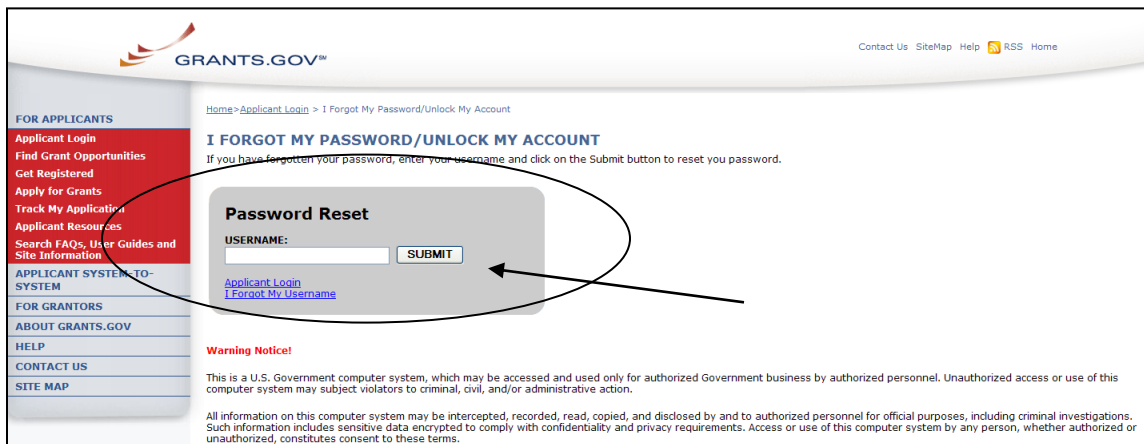 GRANTS.GOV℠
Contact Us SiteMap Help RSS Home
FOR APPLICANTS
Applicant Login
Find Grant Opportunities
Get Registered
Apply for Grants
Track My Application
Applicant Resources
Search FAQs, User Guides and
Site Information
APPLICANT SYSTEM-TO-
SYSTEM
FOR GRANTORS
ABOUT GRANTS.GOV
HELP
CONTACT US
SITE MAP
Home>Applicant Login > I Forgot My Password/Unlock My Account
I FORGOT MY PASSWORD/UNLOCK MY ACCOUNT
If you have forgotten your password, enter your username and click on the Submit button to reset you password.
Password Reset
USERNAME:
SUBMIT
Applicant Login
I Forgot My Username
Warning Notice!
This is a U.S. Government computer system, which may be accessed and used only for authorized Government business by authorized personnel. Unauthorized access or use of this
computer system may subject violators to criminal, civil, and/or administrative action.
All information on this computer system may be intercepted, recorded, read, copied, and disclosed by and to authorized personnel for official purposes, including criminal investigations.
Such information includes sensitive data encrypted to comply with confidentiality and privacy requirements. Access or use of this computer system by any person, whether authorized or
unauthorized, constitutes consent to these terms.